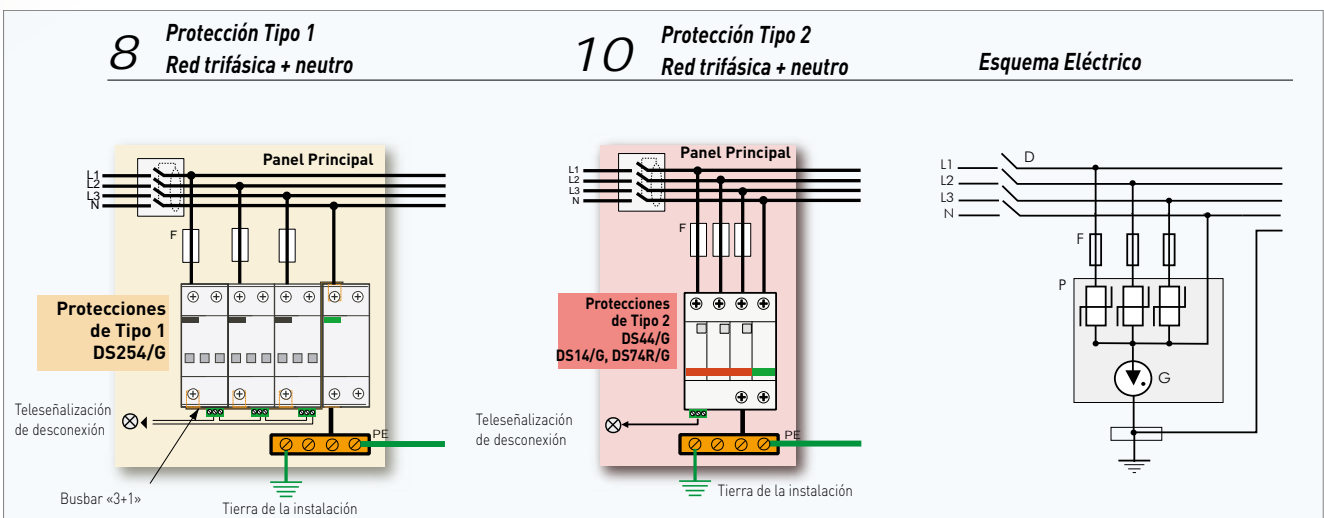 8
Protección Tipo 1
Red trifásica + neutro
10
Protección Tipo 2
Red trifásica + neutro
Esquema Eléctrico
Panel Principal
L1
L2
L3
N
F
Protecciones
de Tipo 1
DS254/G
Teleseñalización
de desconexión
PE
Busbar «3+1»
Tierra de la instalación
Panel Principal
L1
L2
L3
N
F
Protecciones
de Tipo 2
DS44/G
DS14/G, DS74R/G
Teleseñalización
de desconexión
PE
Tierra de la instalación
L1
D
L2
L3
N
F
P
G